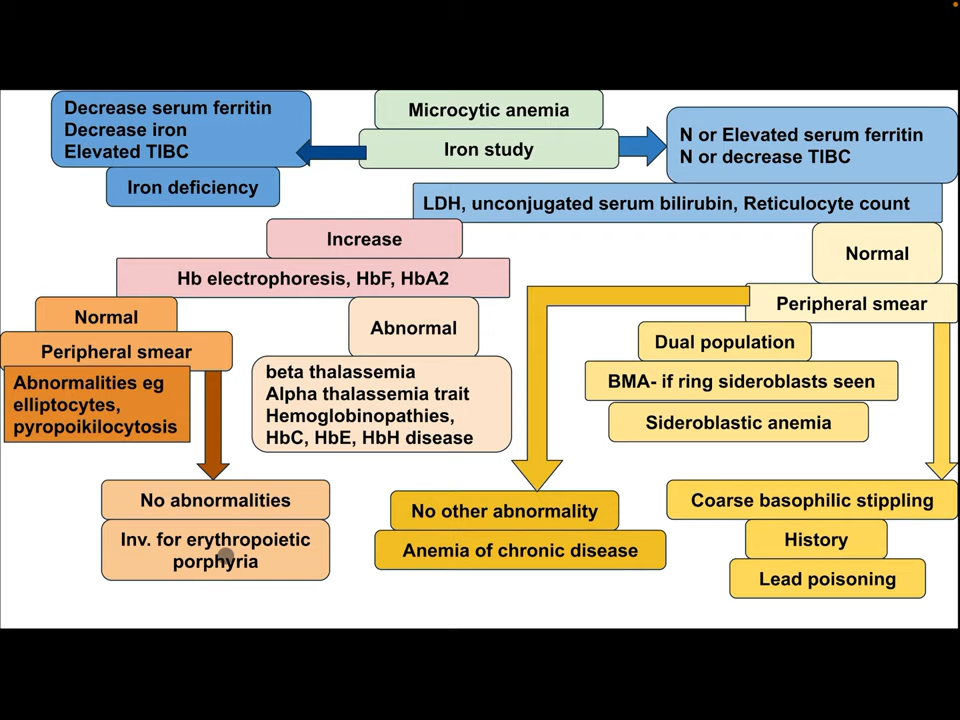 Microcytic anemia
Iron study
Decrease serum ferritin
Decrease iron
Elevated TIBC
Iron deficiency
N or Elevated serum ferritin
N or decrease TIBC
LDH, unconjugated serum bilirubin, Reticulocyte count
Increase
Hb electrophoresis, HbF, HbA2
Normal
Peripheral smear
Abnormalities eg
elliptocytes,
pyropoikilocytosis
No abnormalities
Inv. for erythropoietic
porphyria
Abnormal
beta thalassemia
Alpha thalassemia trait
Hemoglobinopathies,
HbC, HbE, HbH disease
Normal
Peripheral smear
Dual population
BMA- if ring sideroblasts seen
Sideroblastic anemia
No other abnormality
Anemia of chronic disease
Coarse basophilic stippling
History
Lead poisoning